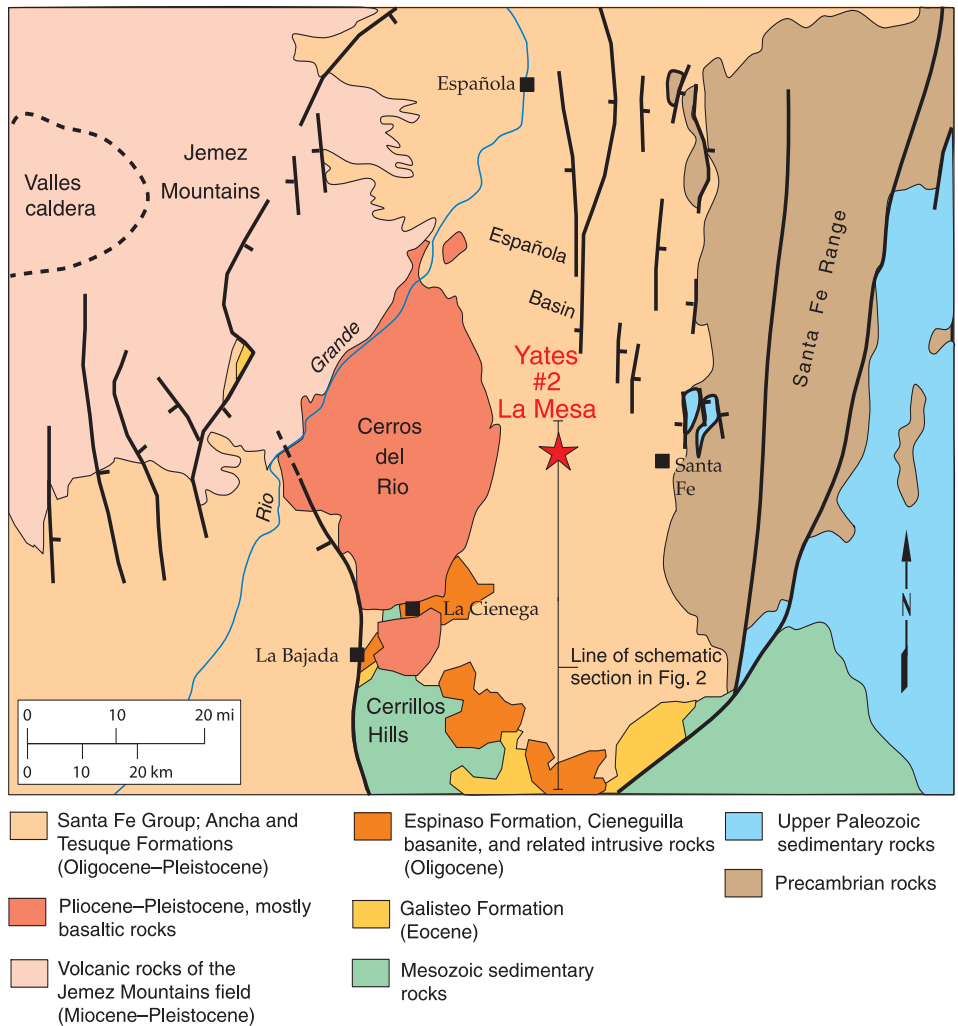 Española
Jemez
Mountains
Valles
caldera
Española
Basin
Santa Fe Range
Grande
Yates
#2
La Mesa
Cerros
del
Rio
Santa
Fe
Rio
N
La Cienega
La Bajada
Line of schematic
section in Fig. 2
Cerrillos
Hills
0 10 20 mi
0 10 20 km
Santa Fe Group; Ancha and
Tesuque Formations
(Oligocene–Pleistocene)
Pliocene–Pleistocene, mostly
basaltic rocks
Volcanic rocks of the
Jemez Mountains field
(Miocene–Pleistocene)
Espinaso Formation, Cieneguilla
basanite, and related intrusive rocks
(Oligocene)
Galisteo Formation
(Eocene)
Mesozoic sedimentary
rocks
Upper Paleozoic
sedimentary rocks
Precambrian rocks